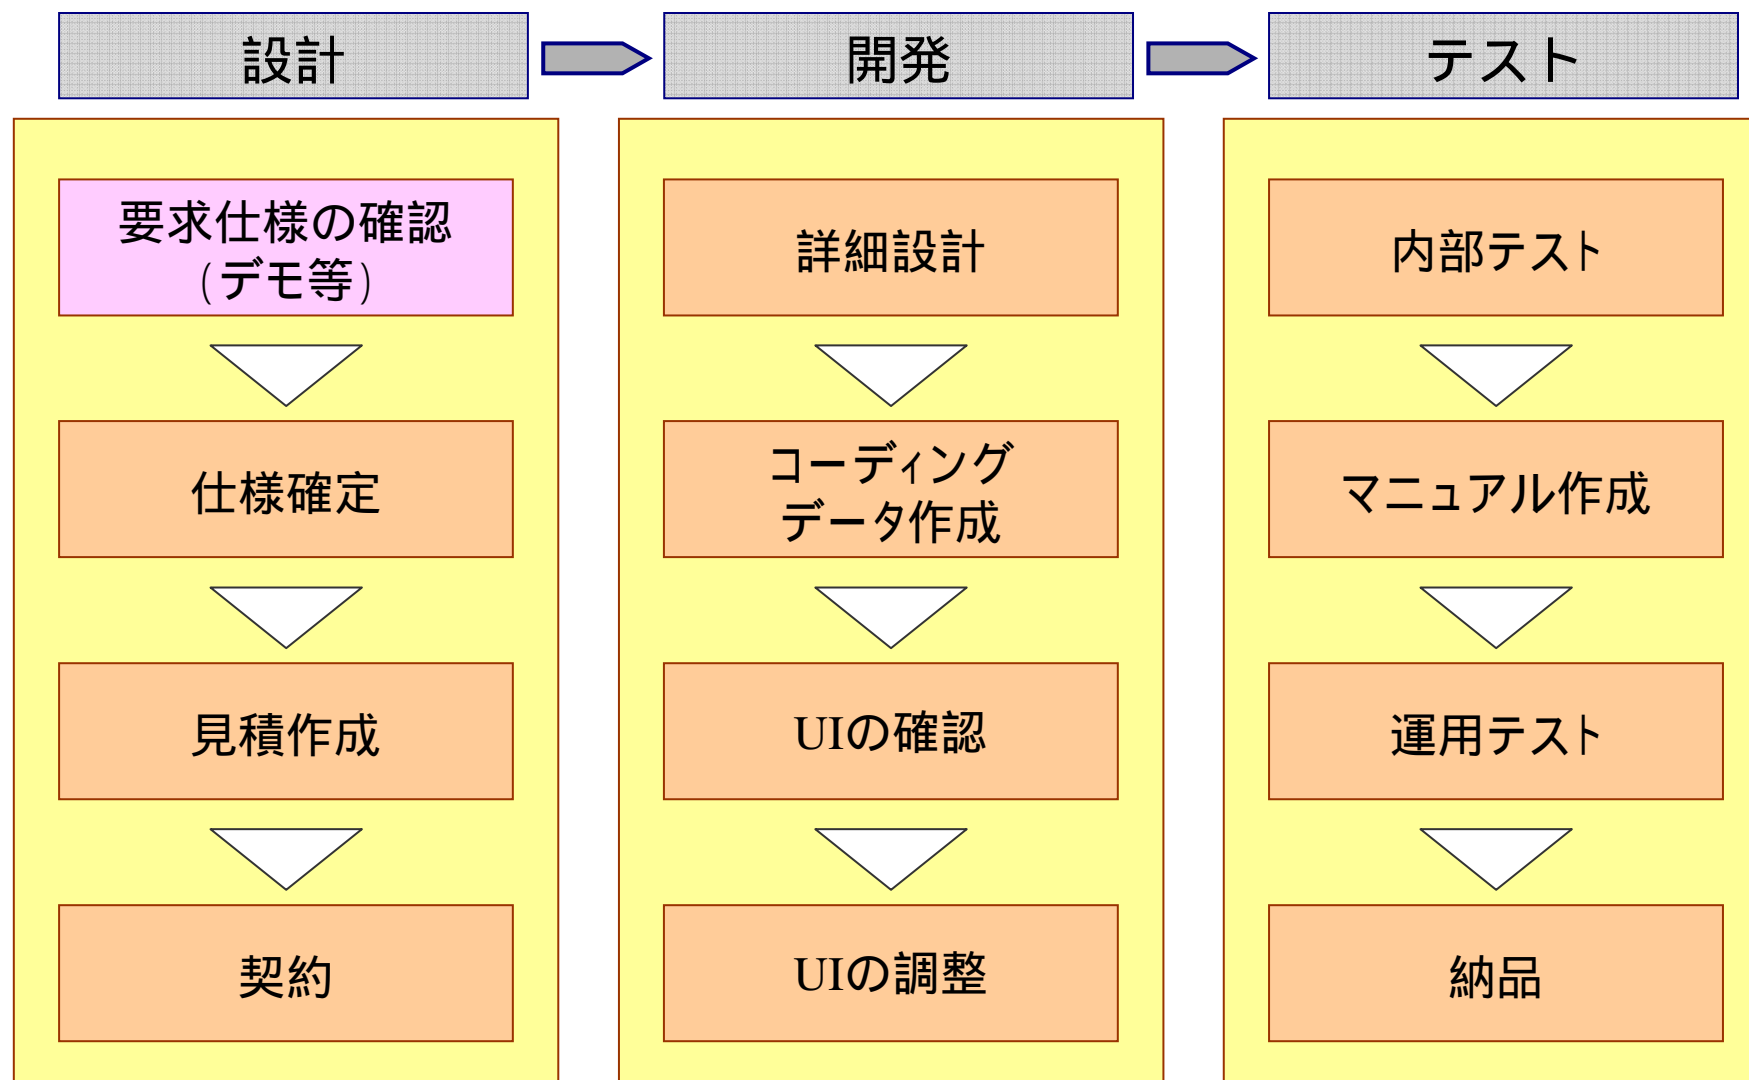 設計
開発
テスト
要求仕様の確認
(デモ等)
仕様確定
見積作成
契約
詳細設計
コーディング
データ作成
UIの確認
UIの調整
内部テスト
マニュアル作成
運用テスト
納品